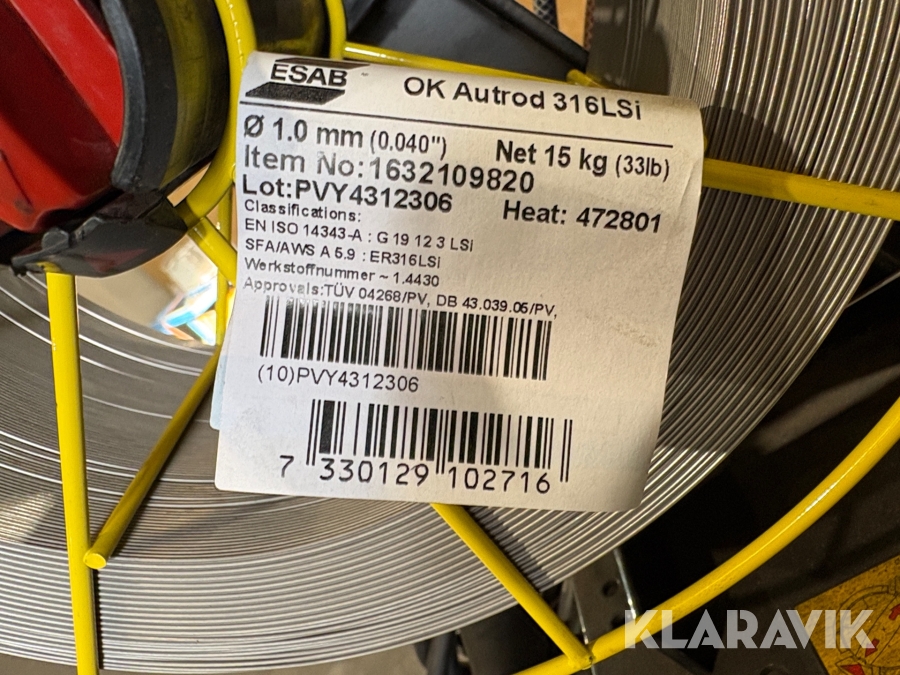 ESAB
OK Autrod 316LSi
Ø 1.0 mm (0.040") Net 15 kg (33lb)
Item No:1632109820
Lot:PVY4312306 Heat: 472801
Classifications:
EN ISO 14343-A : G 19 12 3 LSi
SFA/AWS A 5.9 : ER316LSi
Werkstoffnummer ~ 1.4430
Approvals:TÜV 04268/PV, DB 43.039.06/PV,
(10)PVY4312306
7 330129 102716
KLARAVIK